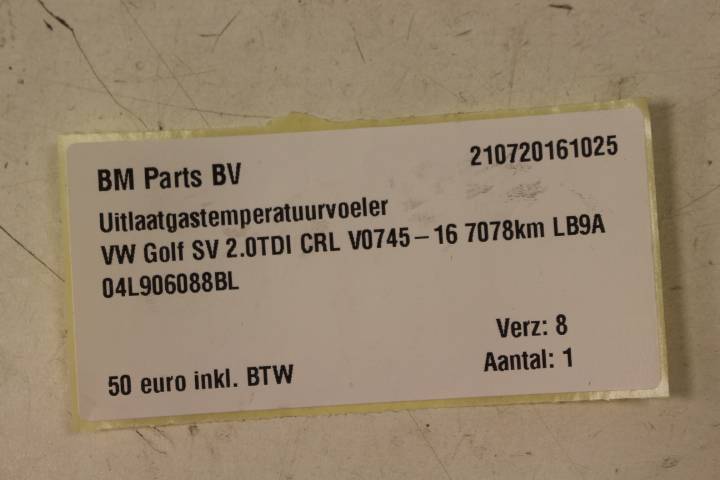 BM Parts BV 210720161025
Uitlaatgastemperatuurvoeler
VW Golf SV 2.0TDI CRL V0745–16 7078km LB9A
04L906088BL
Verz: 8
50 euro inkl. BTW Aantal: 1